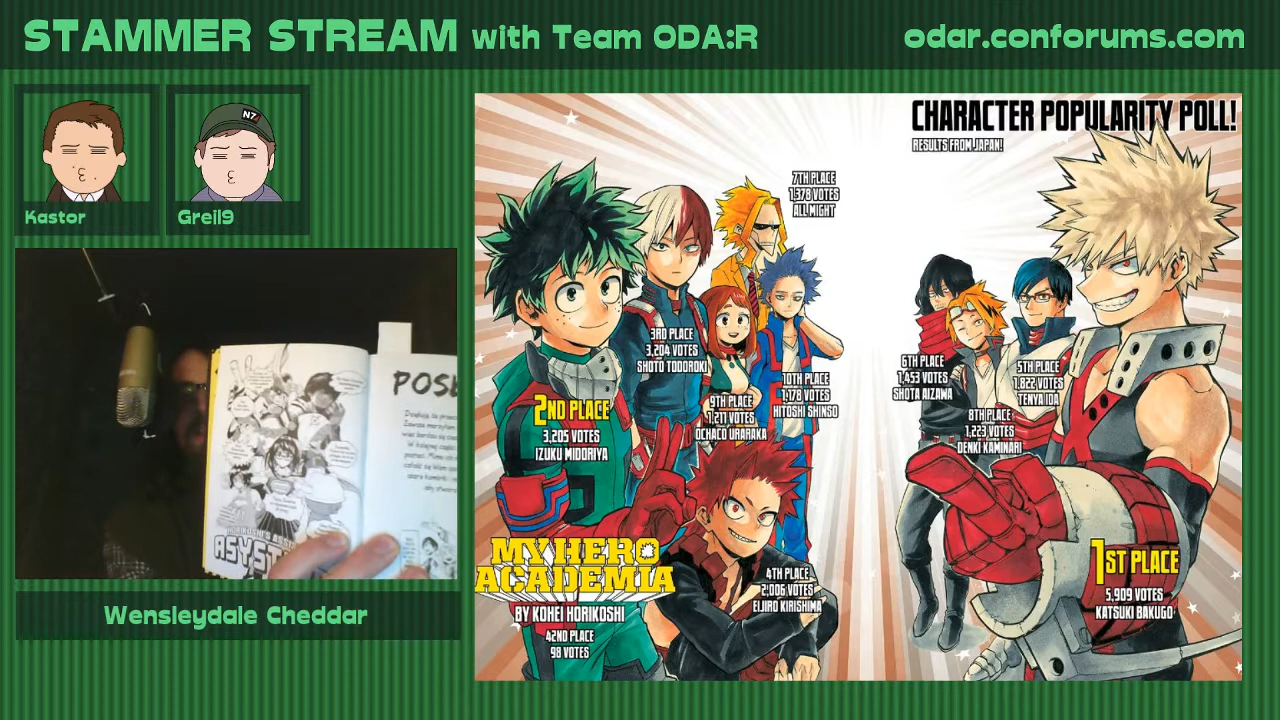 STAMMER STREAM with Team ODA:R
odar.conforums.com
N7
Kastor
Greil9
CHARACTER POPULARITY POLL!
RESULTS FROM JAPAN!
7TH PLACE
1,378 VOTES
ALL MIGHT
3RD PLACE
3,204 VOTES
SHOTO TODOROKI
2ND PLACE
3,205 VOTES
IZUKU MIDORIYA
9TH PLACE
1,211 VOTES
OCHACO URARAKA
10TH PLACE
1,178 VOTES
HITOSHI SHINSO
6TH PLACE
1,453 VOTES
SHOTA AIZAWA
5TH PLACE
1,822 VOTES
TENYA IDA
8TH PLACE
1,223 VOTES
DENKI KAMINARI
MY HERO
ACADEMIA
BY KOHEI HORIKOSHI
42ND PLACE
98 VOTES
4TH PLACE
2,006 VOTES
EIJIRO KIRISHIMA
1ST PLACE
5,909 VOTES
KATSUKI BAKUGO
Wensleydale Cheddar